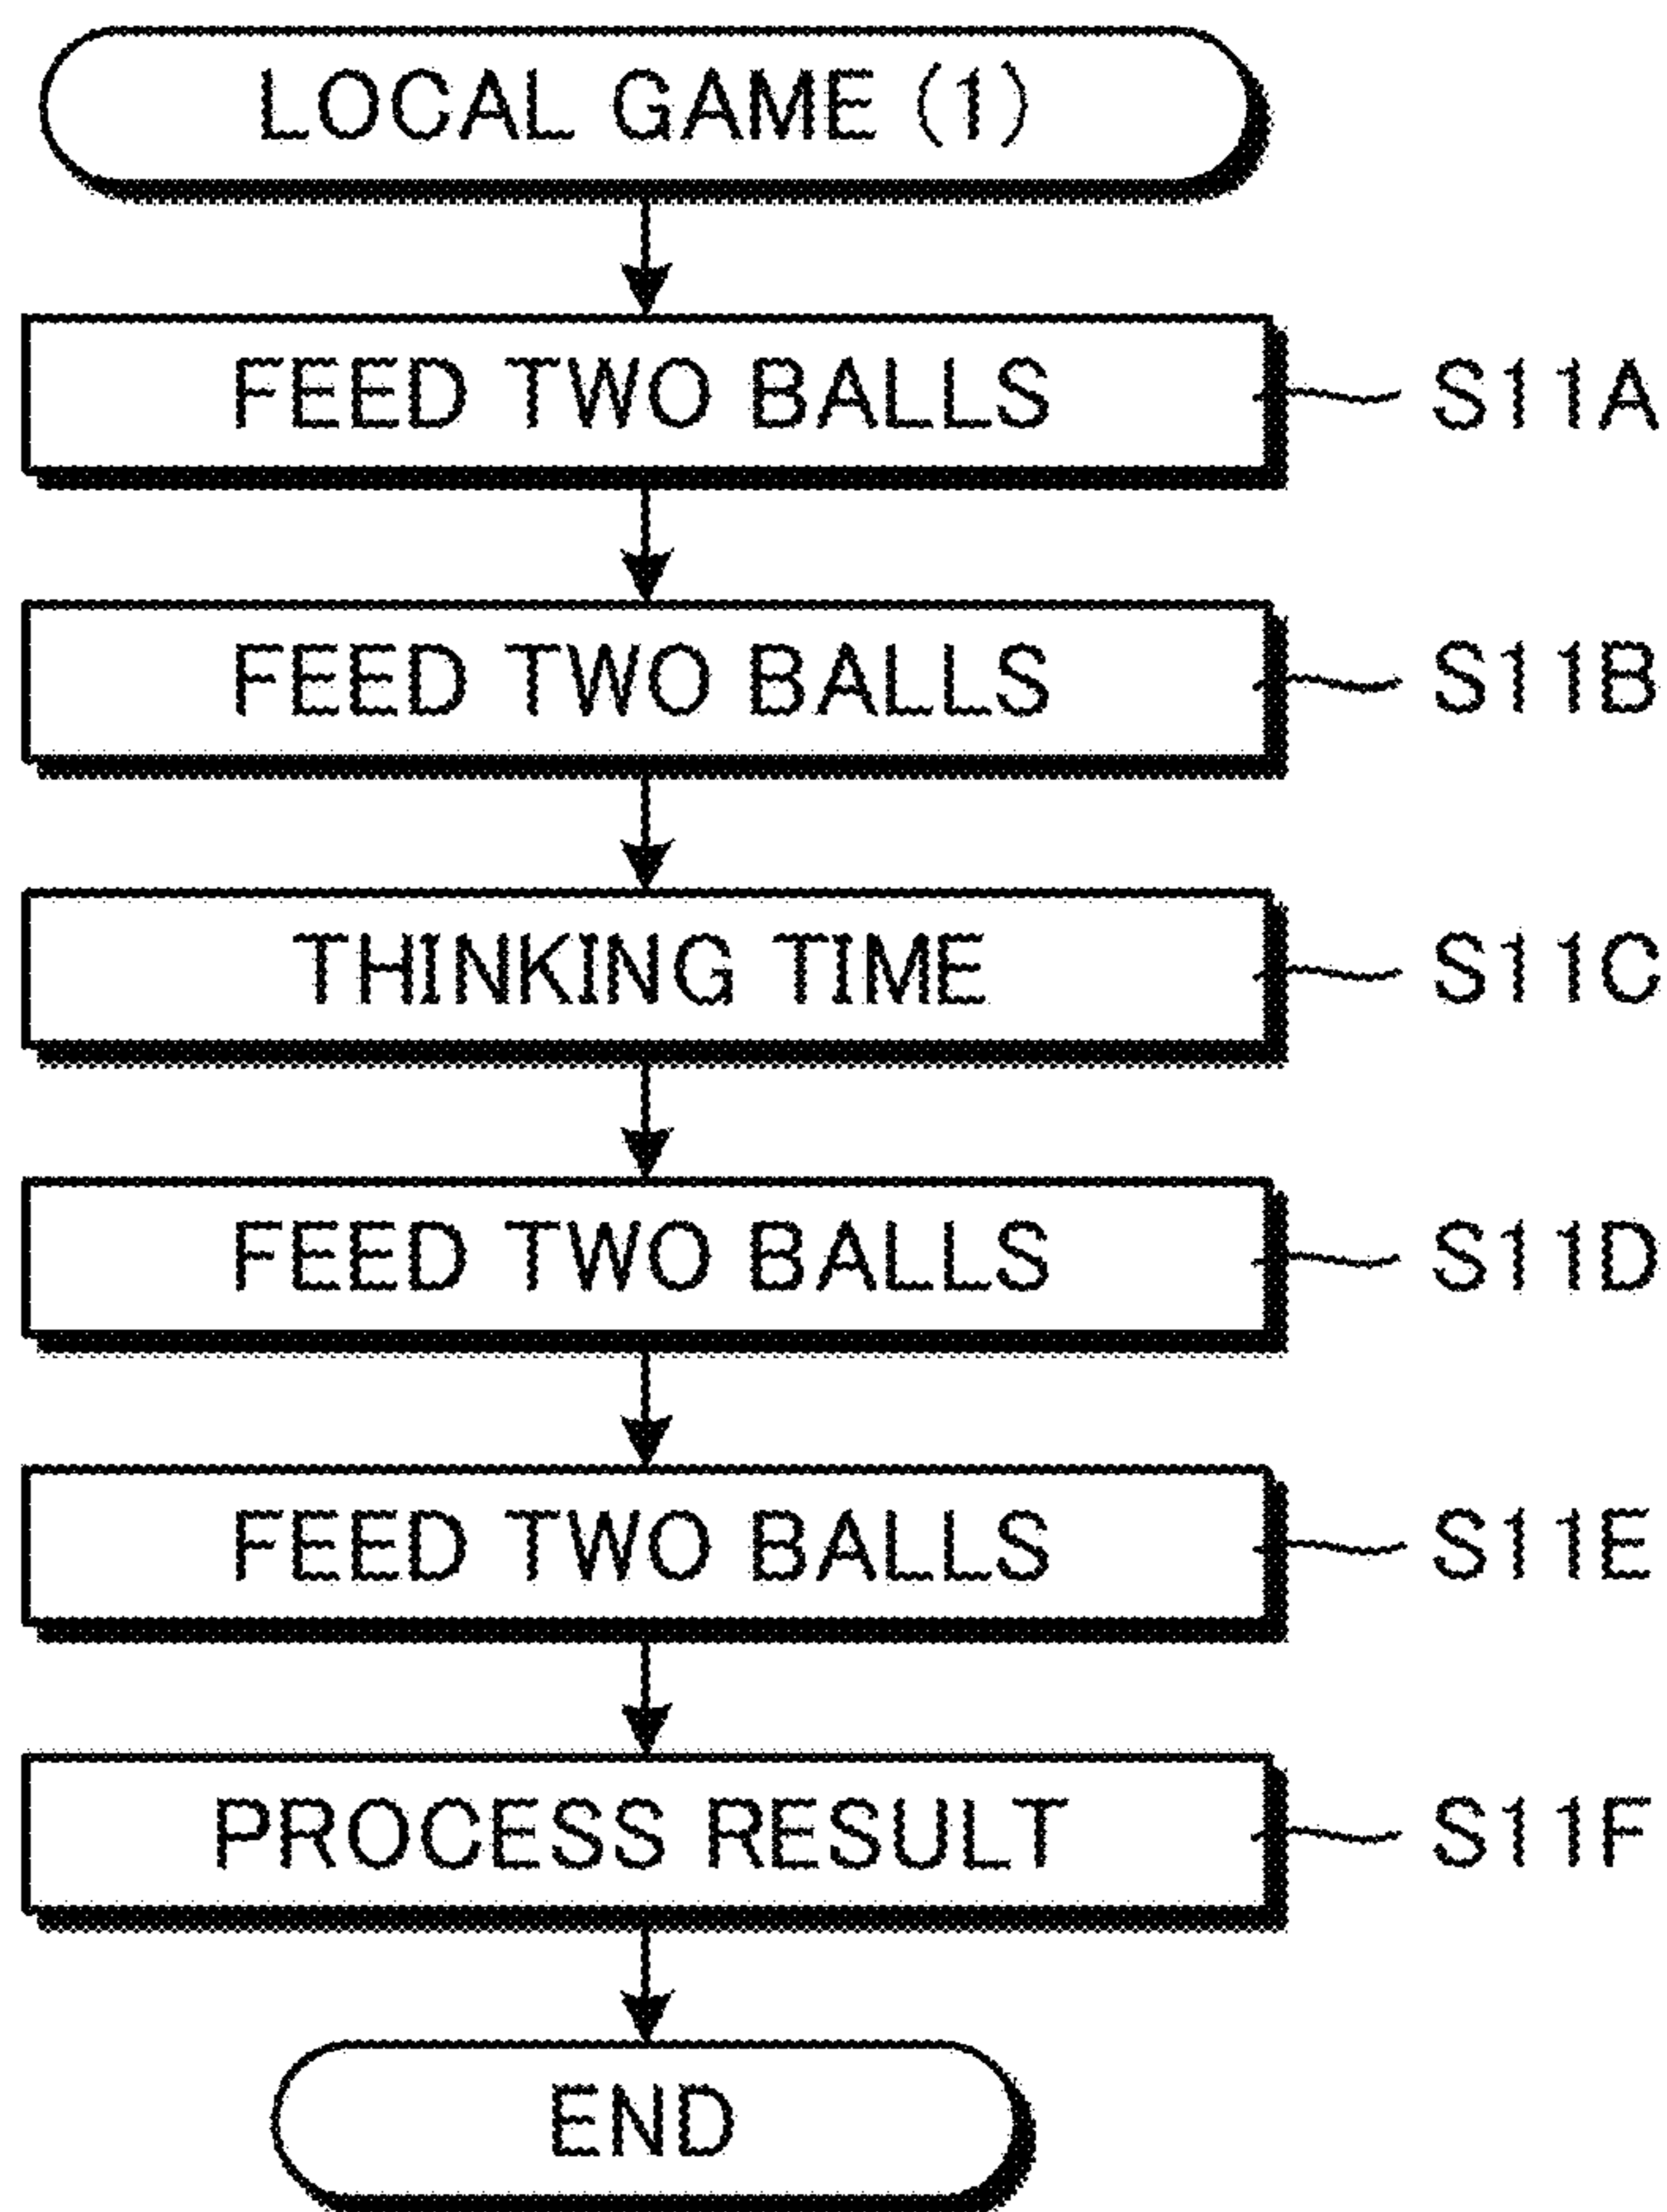 LOCAL GAME (1)
FEED TWO BALLS S11A
FEED TWO BALLS S11B
THINKING TIME S11C
FEED TWO BALLS S11D
FEED TWO BALLS S11E
PROCESS RESULT S11F
END